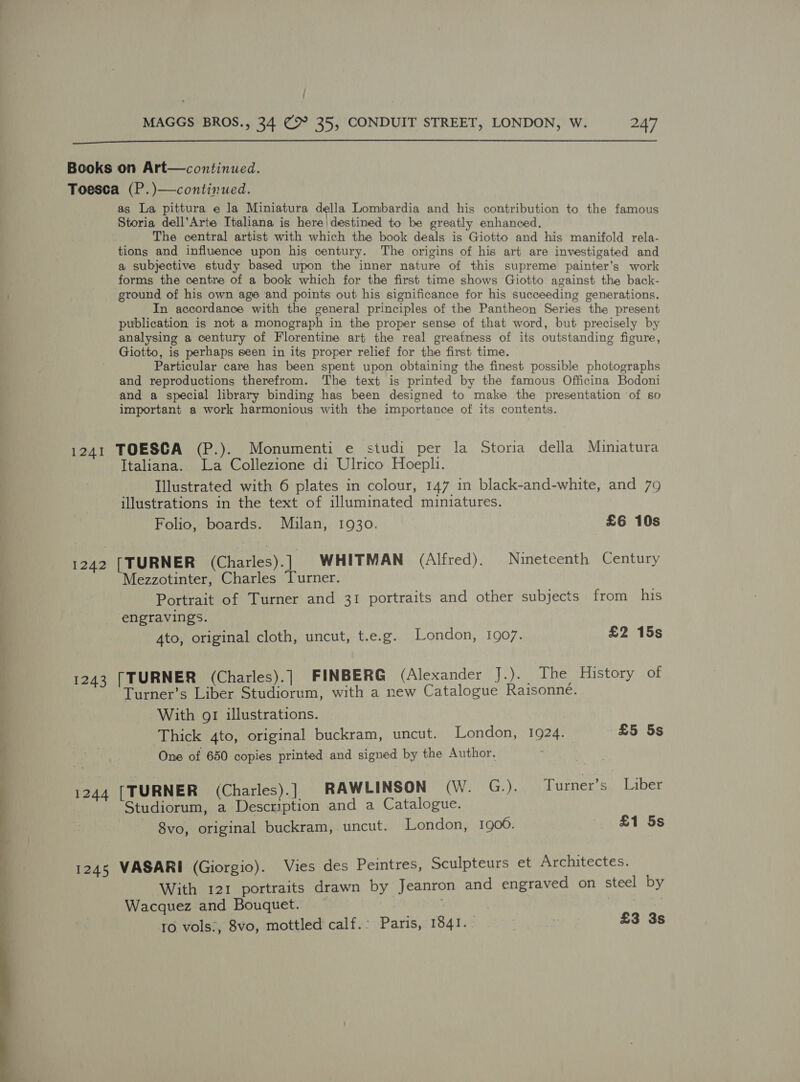 MAGGS BROS., 34 & 35, CONDUIT STREET, LONDON, W. 247
Books on Art—continued.
Toesca (P.)—continued.
as La pittura e la Miniatura della Lombardia and his contribution to the famous
Storia dell'Arte Italiana is here destined to be greatly enhanced.
The central artist with which the book deals is Giotto and his manifold rela-
tions and influence upon his century. The origins of his art are investigated and
a subjective study based upon the inner nature of this supreme painter's work
forms the centre of a book which for the first time shows Giotto against the back-
ground of his own age and points out his significance for his succeeding generations.
In accordance with the general principles of the Pantheon Series the present
publication is not a monograph in the proper sense of that word, but precisely by
analysing a century of Florentine art the real greatness of its outstanding figure,
Giotto, is perhaps seen in its proper relief for the first time.
Particular care has been spent upon obtaining the finest possible photographs
and reproductions therefrom. The text is printed by the famous Officina Bodoni
and a special library binding has been designed to make the presentation of so
important a work harmonious with the importance of its contents.
1241 TOESCA (P.). Monumenti e studi per la Storia della Miniatura
Italiana. La Collezione di Ulrico Hoepli.
Illustrated with 6 plates in colour, 147 in black-and-white, and 79
illustrations in the text of illuminated miniatures.
Folio, boards. Milan, 1930. £6 10s
1242 [TURNER (Charles).] WHITMAN (Alfred). Nineteenth Century
Mezzotinter, Charles Turner.
Portrait of Turner and 31 portraits and other subjects from his
engravings.
4to, original cloth, uncut, t.e.g. London, 1907. £2 15s
1243 [TURNER (Charles).] FINBERG (Alexander J.). The History of
Turner's Liber Studiorum, with a new Catalogue Raisonné.
With 91 illustrations.
Thick 4to, original buckram, uncut. London, 1924. £5 5s
One of 650 copies printed and signed by the Author.
1244 [TURNER (Charles).] RAWLINSON (W. G.). Turner's Liber
Studiorum, a Description and a Catalogue.
8vo, original buckram, uncut. London, 1906. £1 5s
1245 VASARI (Giorgio). Vies des Peintres, Sculpteurs et Architectes.
With 121 portraits drawn by Jeanron and engraved on steel by
Wacquez and Bouquet.
10 vols., 8vo, mottled calf. Paris, 1841. £3 3s